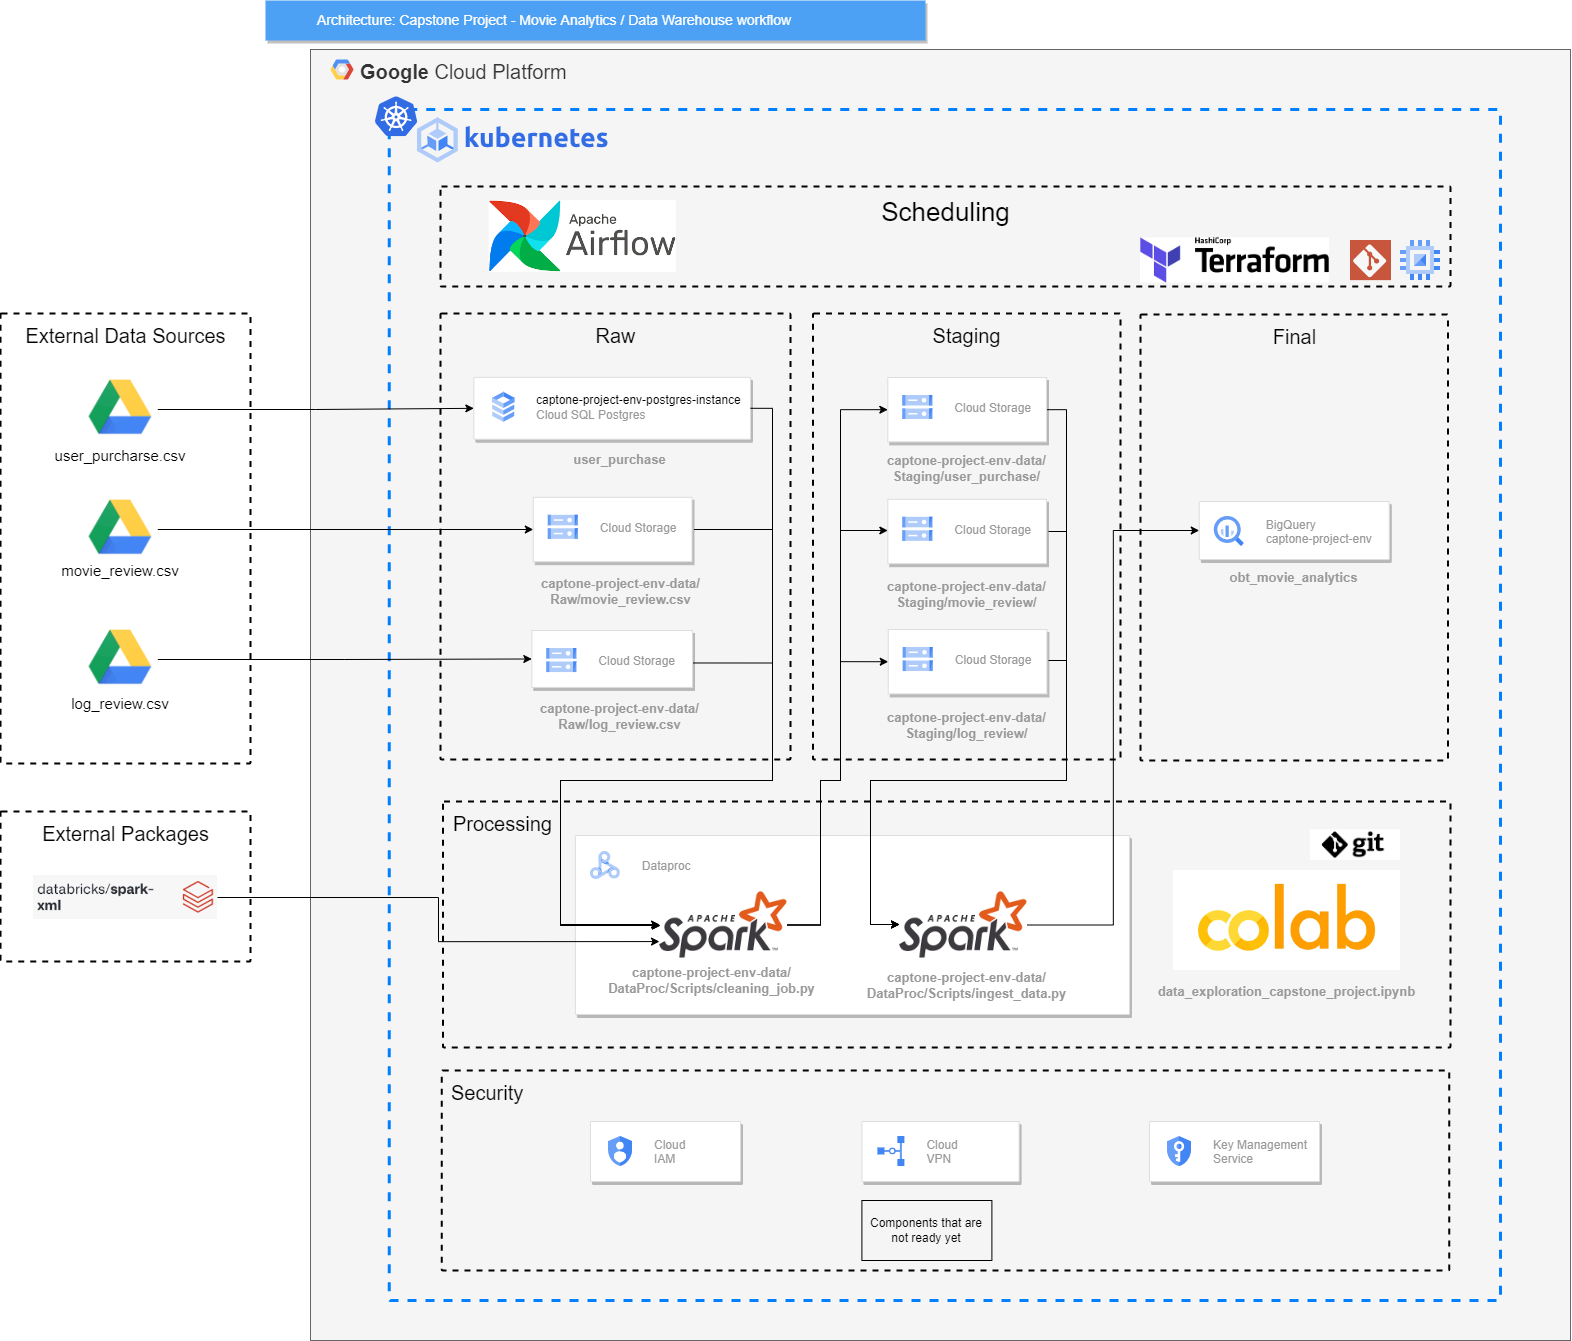 Architecture: Capstone Project - Movie Analytics / Data Warehouse workflow
Google Cloud Platform
kubernetes
Scheduling
Apache
Airflow
HashiCorp
Terraform
External Data Sources
user_purcharse.csv
movie_review.csv
log_review.csv
Raw
captone-project-env-postgres-instance
Cloud SQL Postgres
user_purchase
Cloud Storage
captone-project-env-data/
Raw/movie_review.csv
Cloud Storage
captone-project-env-data/
Raw/log_review.csv
Staging
Cloud Storage
captone-project-env-data/
Staging/user_purchase/
Cloud Storage
captone-project-env-data/
Staging/movie_review/
Cloud Storage
captone-project-env-data/
Staging/log_review/
Final
BigQuery
captone-project-env
obt_movie_analytics
External Packages
databricks/spark-
xml
Processing
Dataproc
APACHE
Spark™
captone-project-env-data/
DataProc/Scripts/cleaning_job.py
APACHE
Spark™
captone-project-env-data/
DataProc/Scripts/ingest_data.py
git
colab
data_exploration_capstone_project.ipynb
Security
Cloud
IAM
Cloud
VPN
Key Management
Service
Components that are
not ready yet